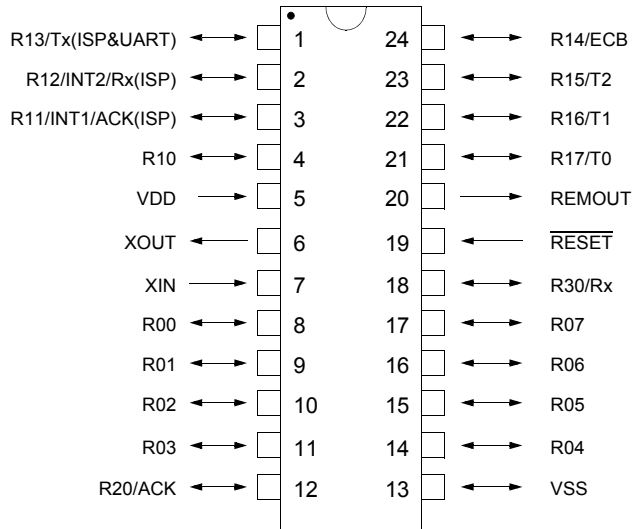 R13/Tx(ISP&UART) 1 24 R14/ECB
R12/INT2/Rx(ISP) 2 23 R15/T2
R11/INT1/ACK(ISP) 3 22 R16/T1
R10 4 21 R17/T0
VDD 5 20 REMOUT
XOUT 6 19 RESET
XIN 7 18 R30/Rx
R00 8 17 R07
R01 9 16 R06
R02 10 15 R05
R03 11 14 R04
R20/ACK 12 13 VSS